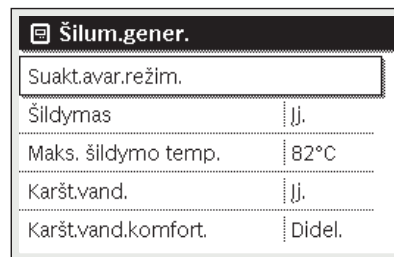 Šilum.gener.
Suakt.avar.režim.
Šildymas Įj.
Maks. šildymo temp. 82°C
Karšt.vand. Įj.
Karšt.vand.komfort. Didel.